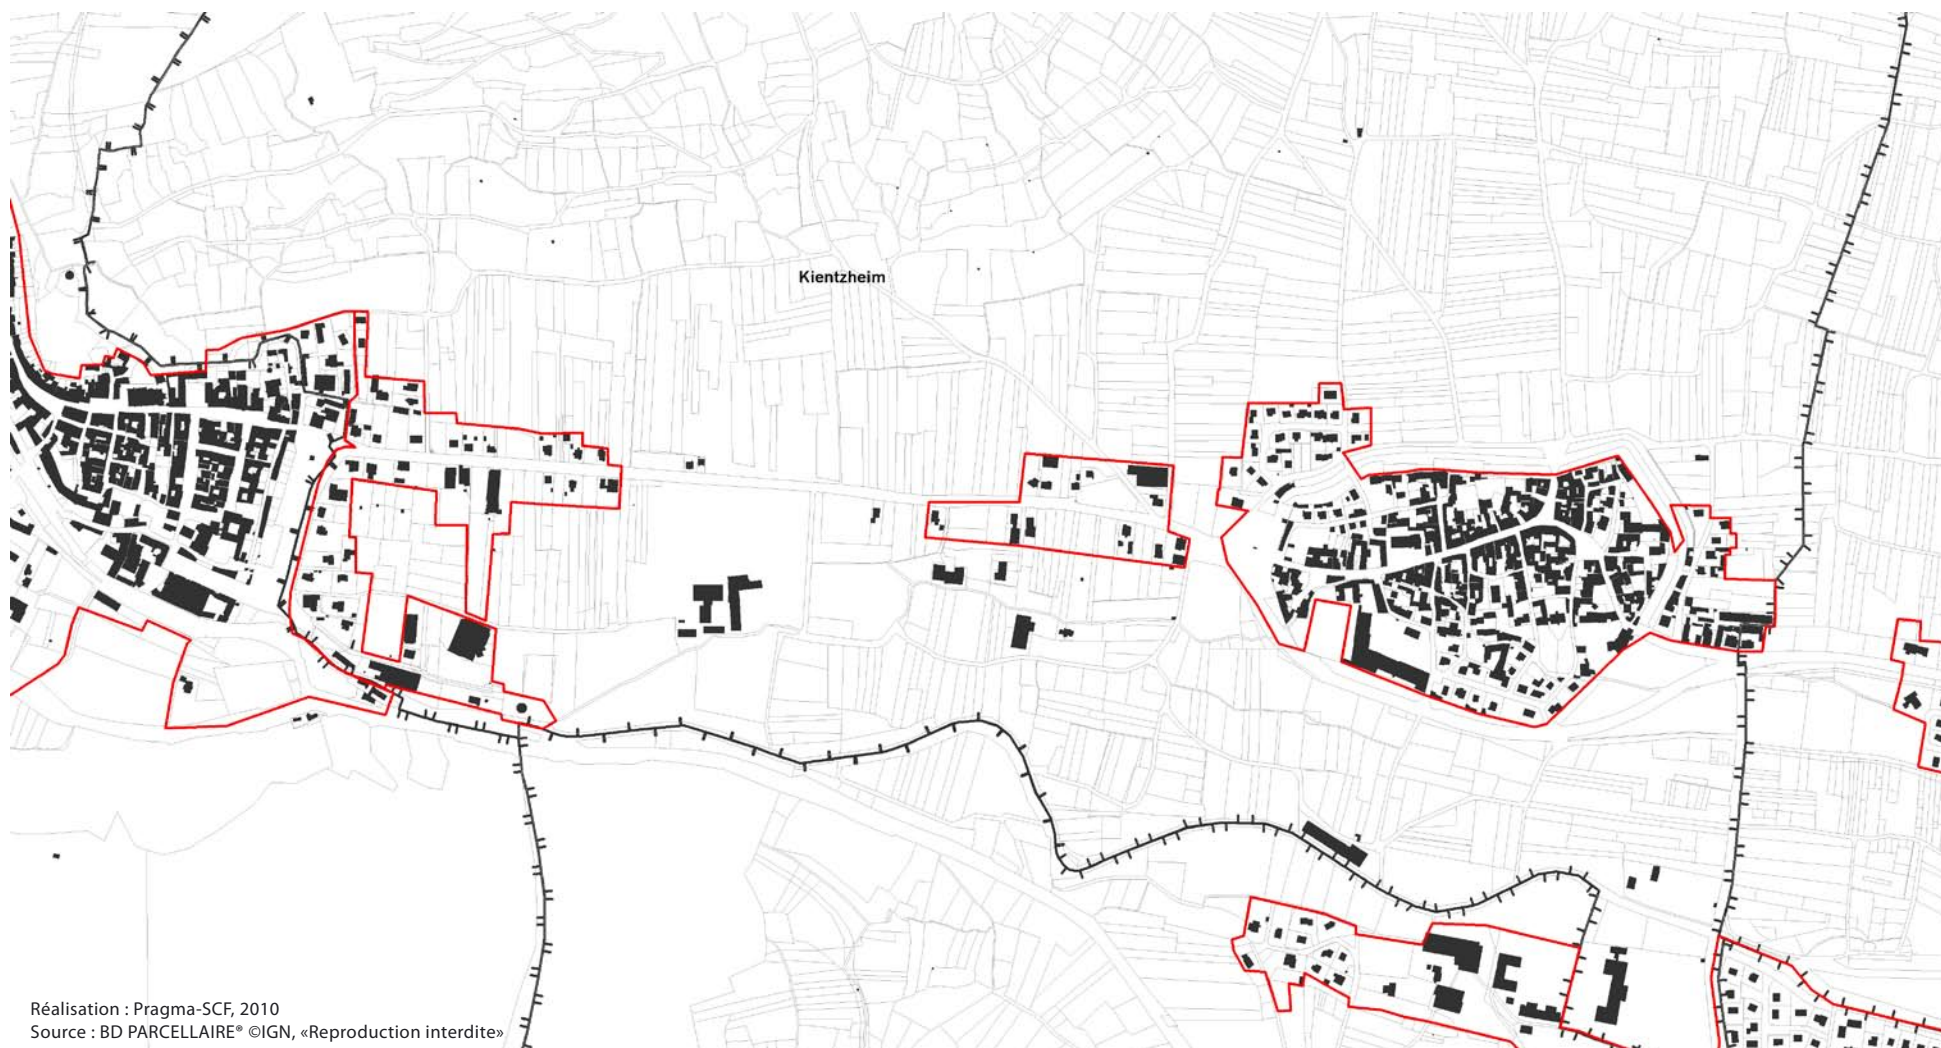 Kientzheim
Réalisation : Pragma-SCF, 2010
Source : BD PARCELLAIRE® ©IGN, «Reproduction interdite»